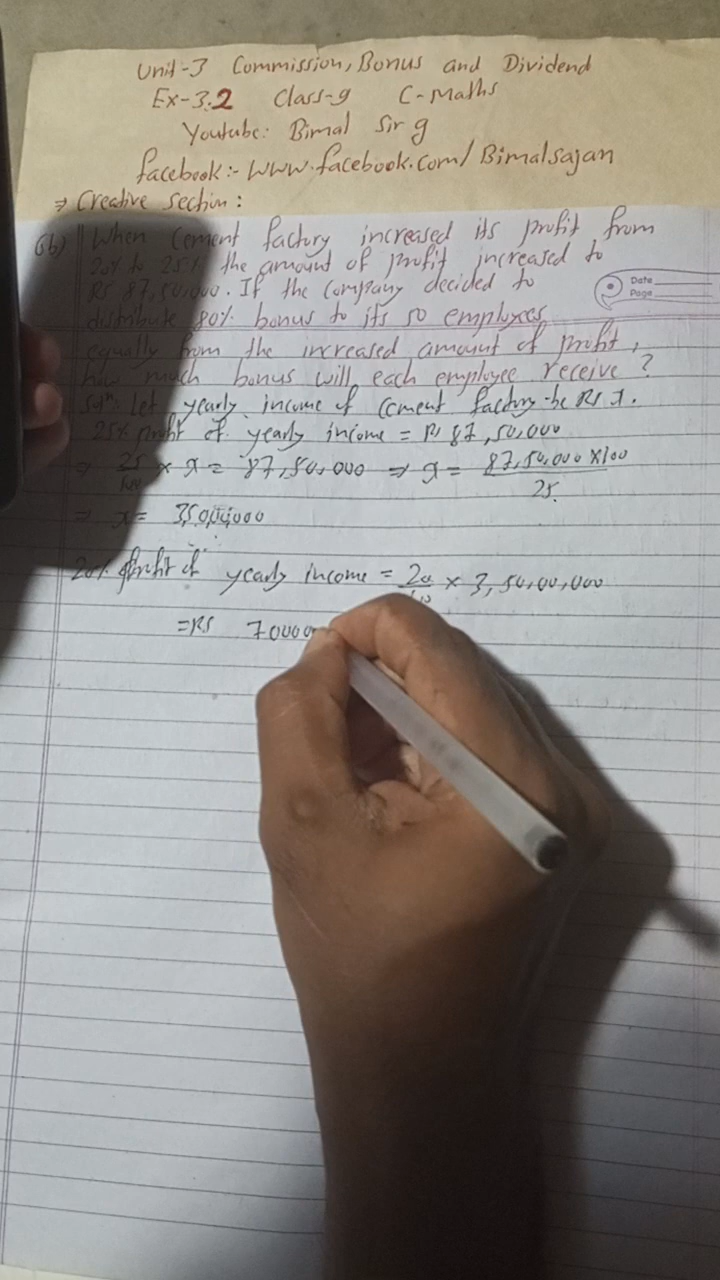 Unit-3 Commission, Bonus and Dividend
Ex-3.2 Class-9 C-Maths
Youtube: Bimal Sir g
facebook:- www.facebook.com/Bimalsajan
⇒ Creative section:
6b) When Cement factory increased its profit from
20% to 25% the amount of profit increased to
Rs 87,50,000. If the Company decided to
Date
Page
distribute 80% bonus to its 50 employees
equally from the increased amount of profit,
how much bonus will each employee receive?
Solⁿ: Let yearly income of Cement factory be Rs x.
25% profit of yearly income = Rs 87,50,000
⇒ 25/100 × x = 87,50,000 ⇒ x = 87,50,000×100/25
⇒ x = 3,50,00,000
20% profit of yearly income = 20/100 × 3,50,00,000
=Rs 70000